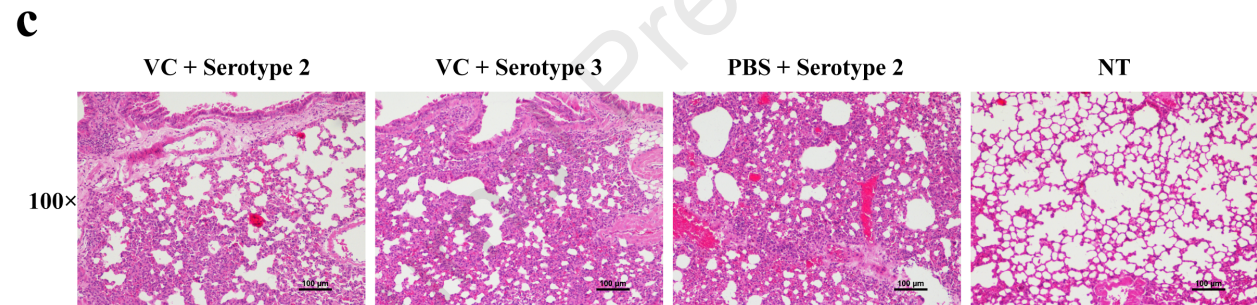 c
Pre
VC + Serotype 2
VC + Serotype 3
PBS + Serotype 2
NT
100×
100 μm
100 μm
100 μm
100 μm